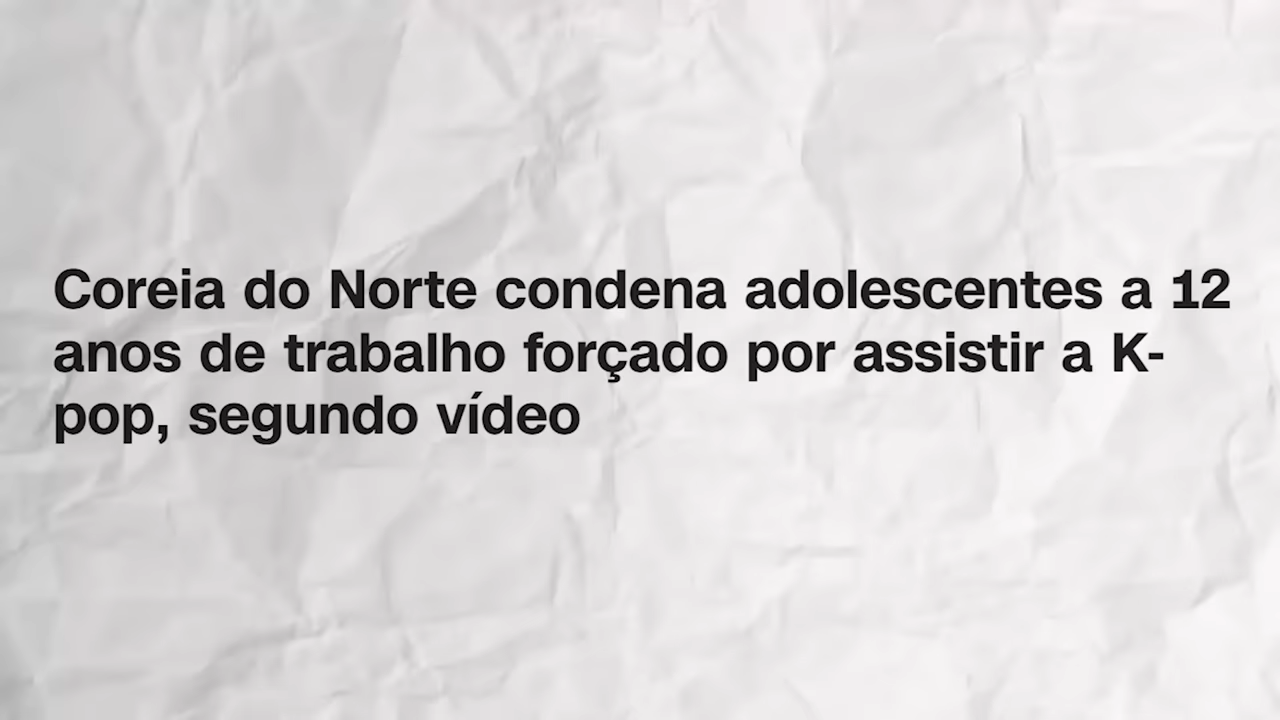 Coreia do Norte condena adolescentes a 12
anos de trabalho forçado por assistir a K-
pop, segundo vídeo